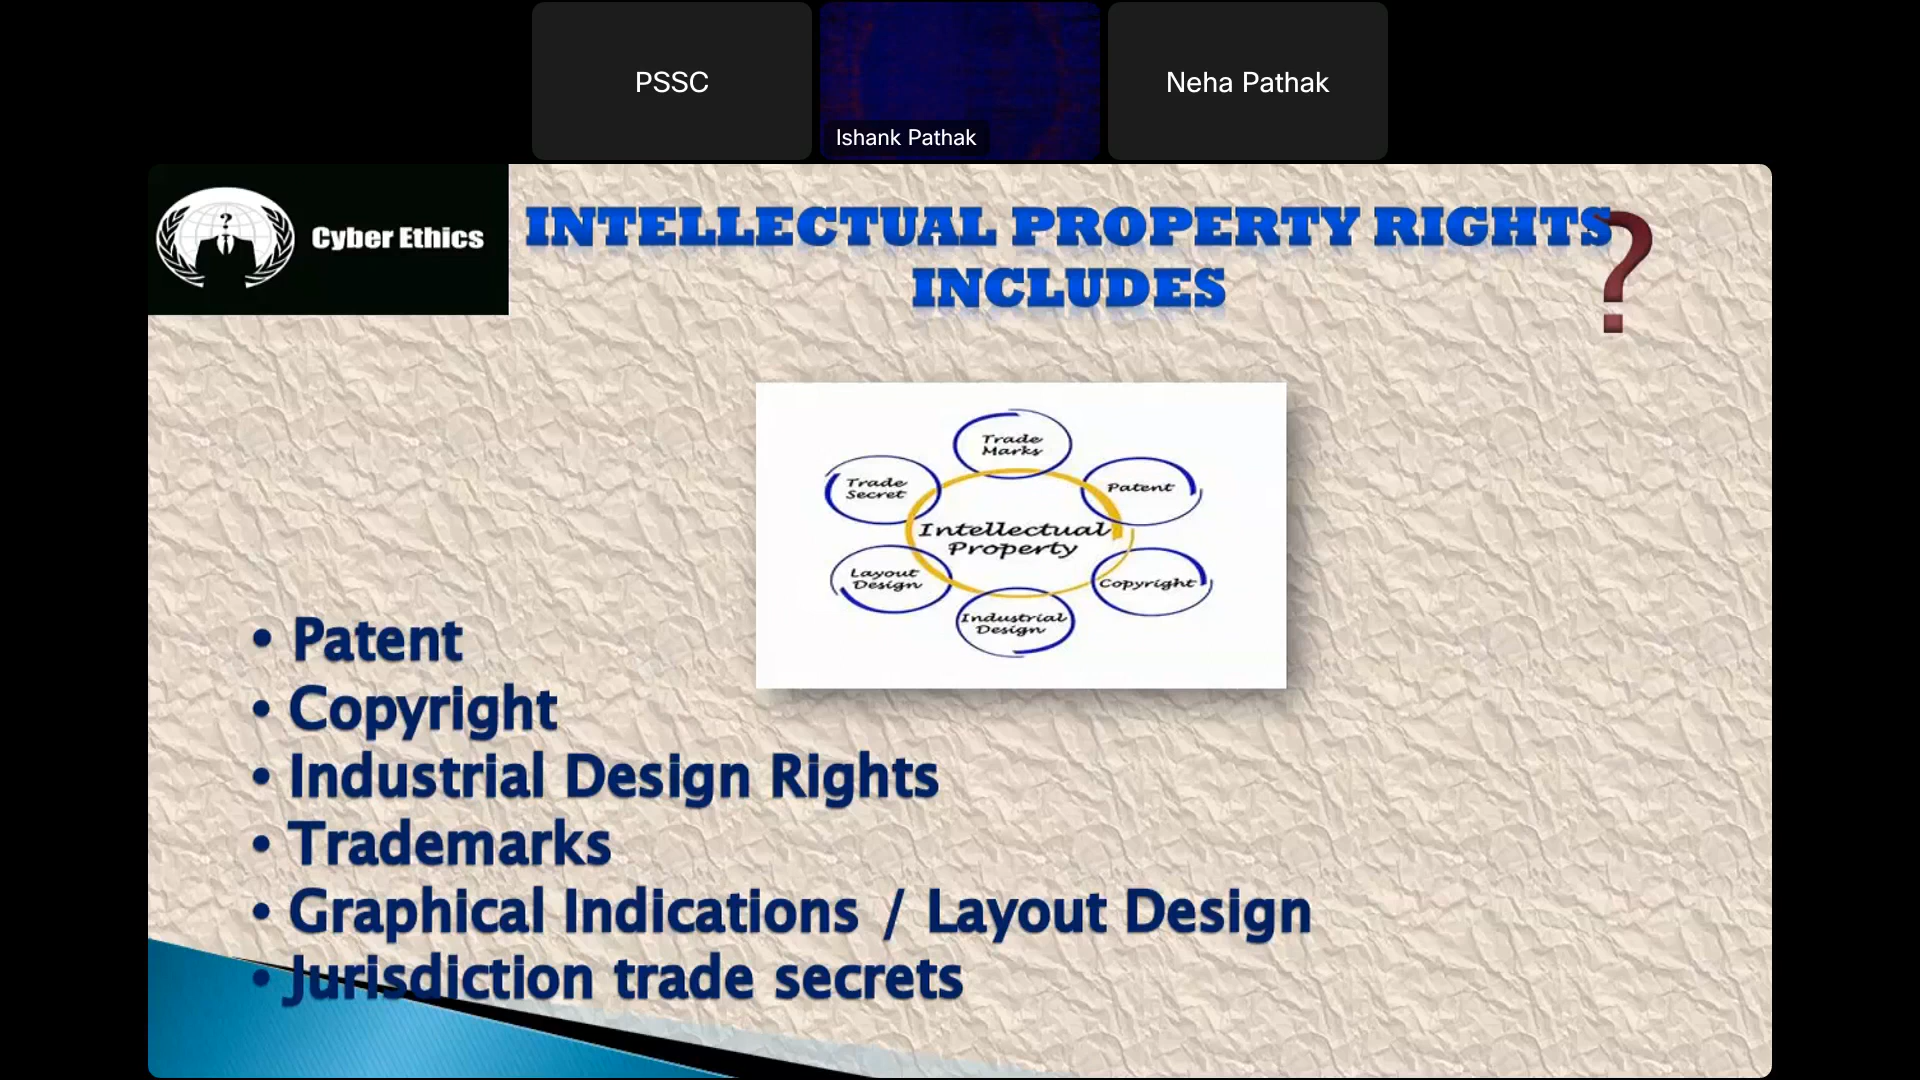 PSSC
Ishank Pathak
Neha Pathak
?
Cyber Ethics
INTELLECTUAL PROPERTY RIGHTS
INCLUDES
?
Trade
Marks
Trade
Secret
Patent
Intellectual
Property
Layout
Design
Copyright
Industrial
Design
• Patent
• Copyright
• Industrial Design Rights
• Trademarks
• Graphical Indications / Layout Design
• Jurisdiction trade secrets